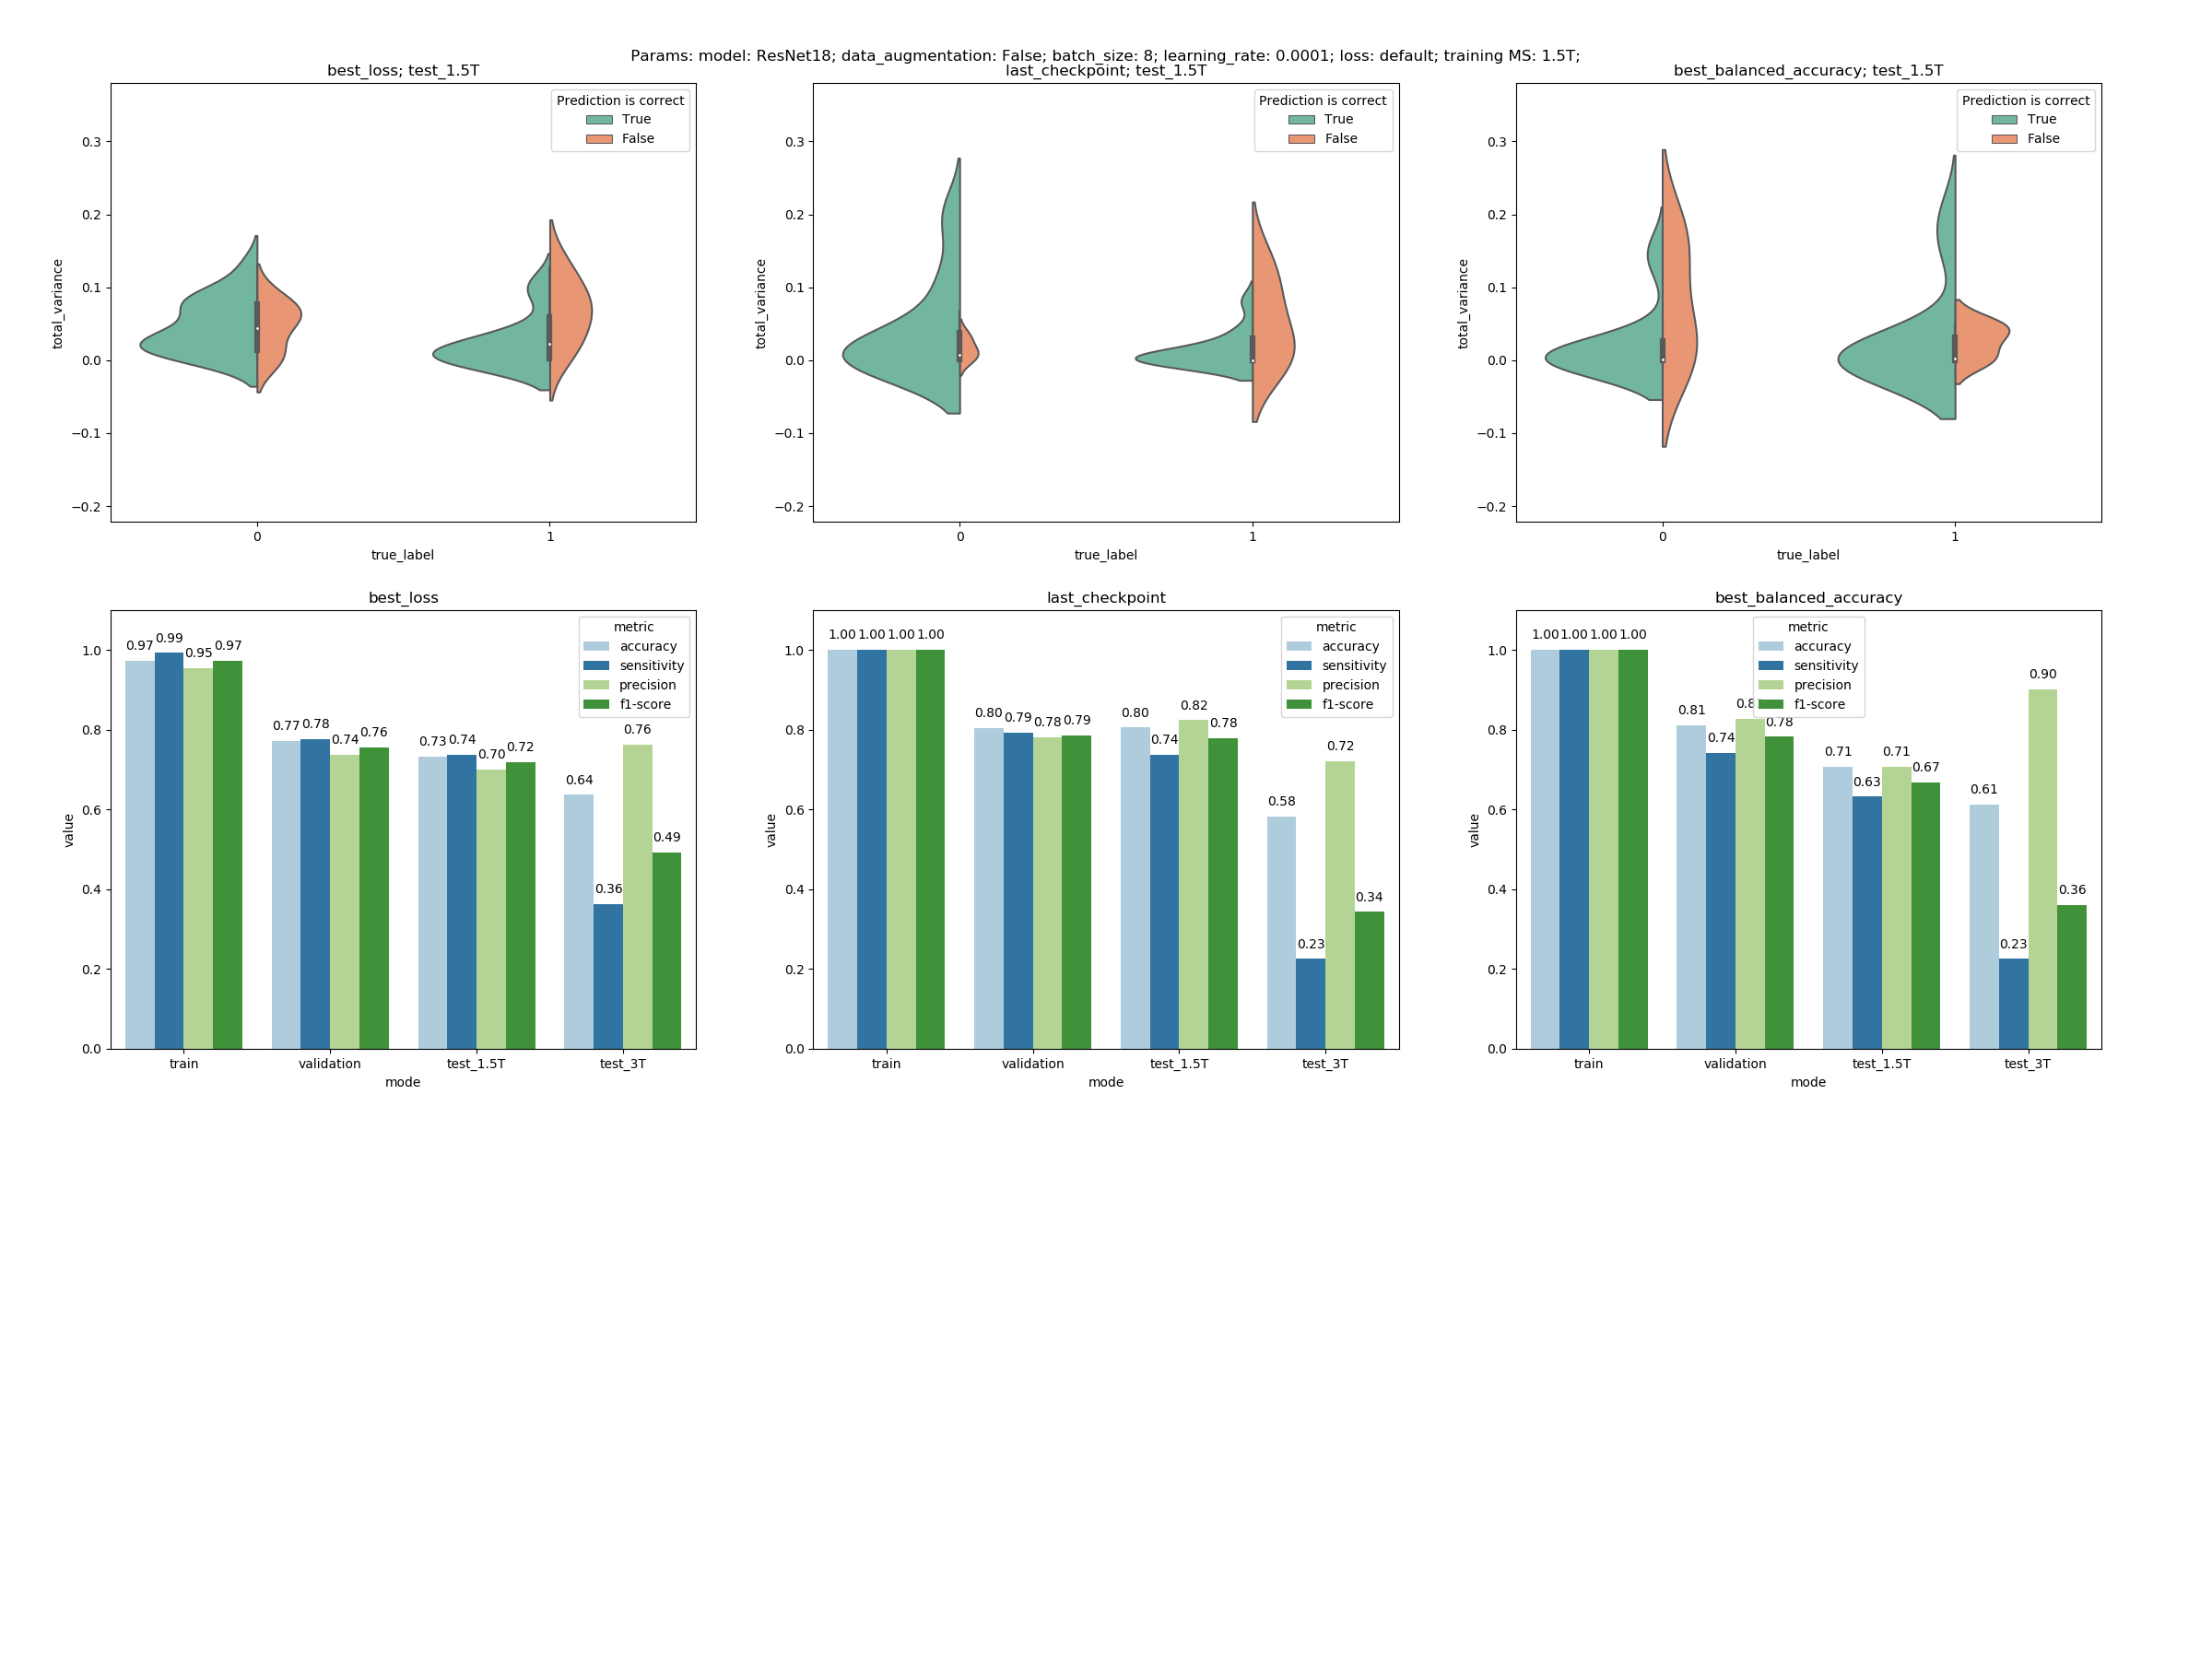 Params: model: ResNet18; data_augmentation: False; batch_size: 8; learning_rate: 0.0001; loss: default; training MS: 1.5T;
best_loss; test_1.5T
Prediction is correct
True
False
0.3
0.2
0.1
0.0
−0.1
−0.2
total_variance
0 1
true_label
last_checkpoint; test_1.5T
Prediction is correct
True
False
0.3
0.2
0.1
0.0
−0.1
−0.2
total_variance
0 1
true_label
best_balanced_accuracy; test_1.5T
Prediction is correct
True
False
0.3
0.2
0.1
0.0
−0.1
−0.2
total_variance
0 1
true_label
best_loss
metric
accuracy
sensitivity
precision
f1-score
0.97 0.99 0.95 0.97
0.77 0.78 0.74 0.76
0.73 0.74 0.70 0.72
0.64 0.36 0.76 0.49
1.0
0.8
0.6
0.4
0.2
0.0
value
train validation test_1.5T test_3T
mode
last_checkpoint
metric
accuracy
sensitivity
precision
f1-score
1.00 1.00 1.00 1.00
0.80 0.79 0.78 0.79
0.80 0.74 0.82 0.78
0.58 0.23 0.72 0.34
1.0
0.8
0.6
0.4
0.2
0.0
value
train validation test_1.5T test_3T
mode
best_balanced_accuracy
metric
accuracy
sensitivity
precision
f1-score
1.00 1.00 1.00 1.00
0.81 0.74 0.78
0.71 0.63 0.71 0.67
0.61 0.23 0.90 0.36
1.0
0.8
0.6
0.4
0.2
0.0
value
train validation test_1.5T test_3T
mode